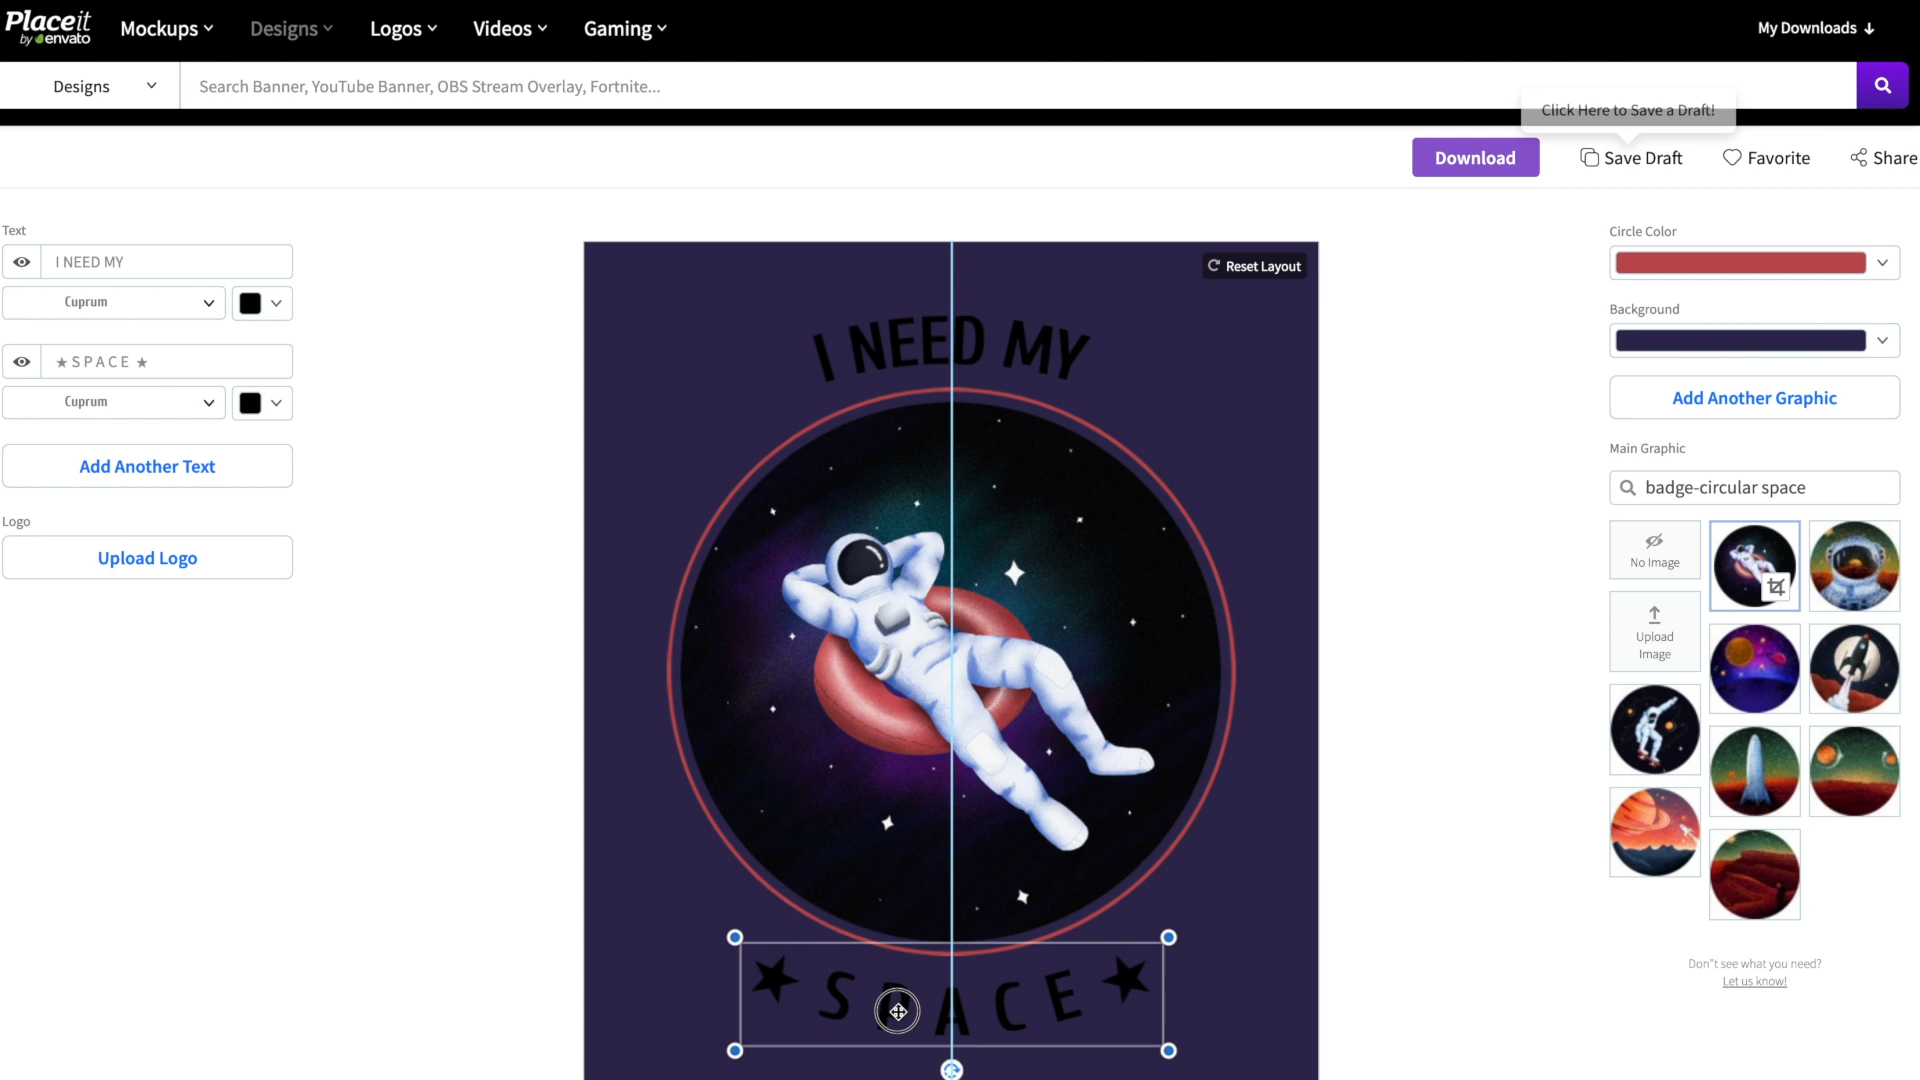 Placeit
by envato
Mockups
Designs
Logos
Videos
Gaming
My Downloads
Designs
Search Banner, YouTube Banner, OBS Stream Overlay, Fortnite...
Click Here to Save a Draft!
Download
Save Draft
Favorite
Share
Text
I NEED MY
Cuprum
★ S P A C E ★
Cuprum
Add Another Text
Logo
Upload Logo
Reset Layout
I NEED MY
★ S P A C E ★
Circle Color
Background
Add Another Graphic
Main Graphic
badge-circular space
No Image
Upload
Image
Don"t see what you need?
Let us know!